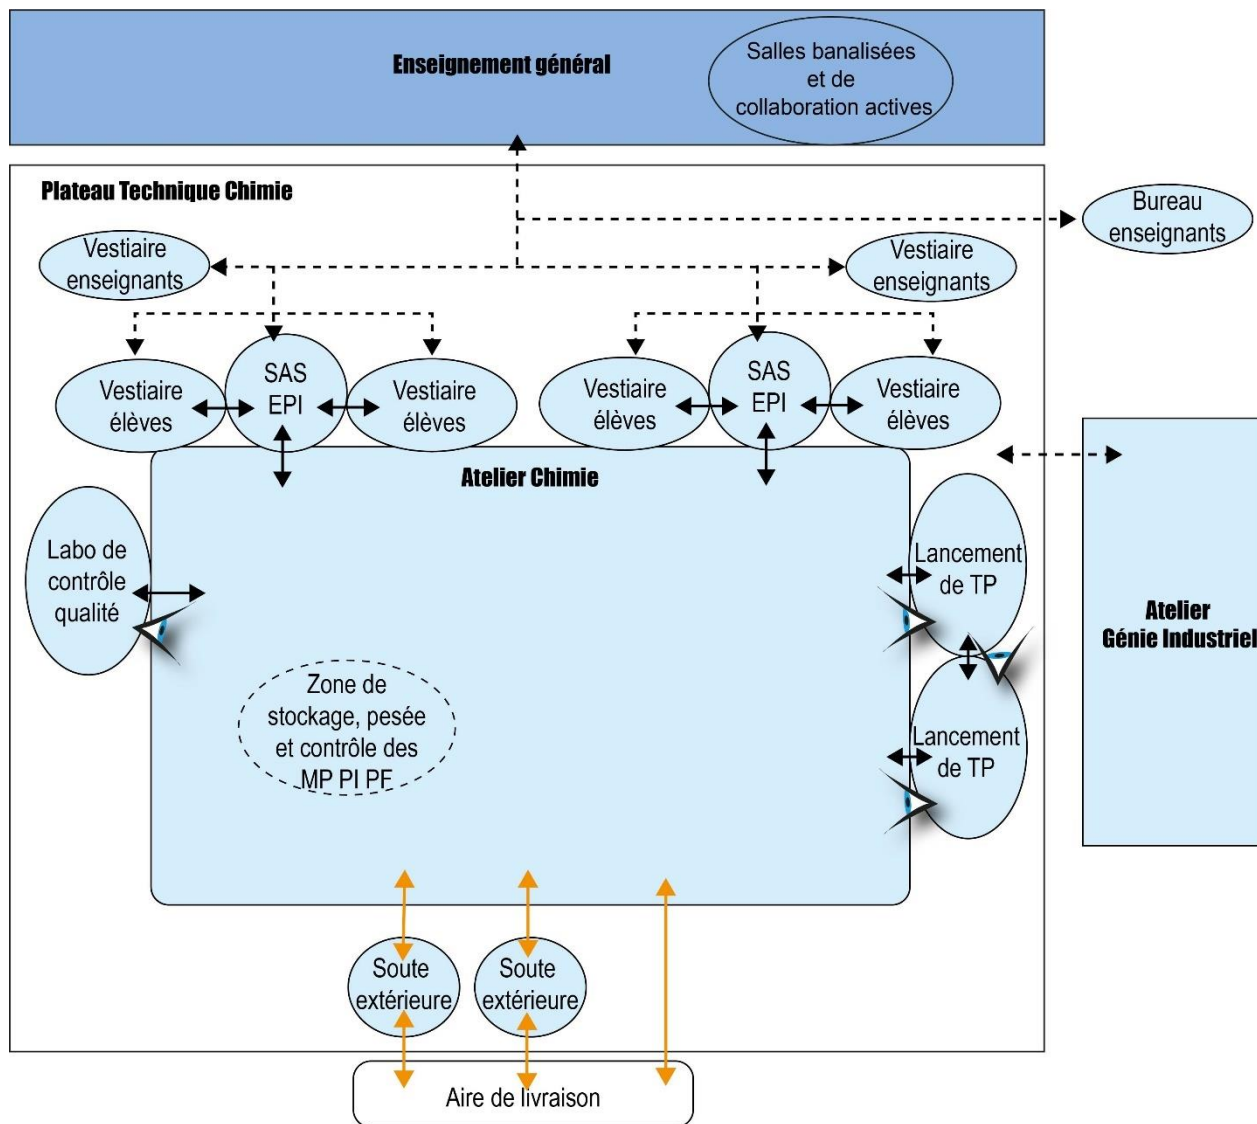 Enseignement général
Salles banalisées
et de
collaboration actives
Plateau Technique Chimie
Bureau
enseignants
Vestiaire
enseignants
Vestiaire
enseignants
Vestiaire
élèves
SAS
EPI
Vestiaire
élèves
Vestiaire
élèves
SAS
EPI
Vestiaire
élèves
Atelier Chimie
Labo de
contrôle
qualité
Lancement
de TP
Atelier
Génie Industriel
Zone de
stockage, pesée
et contrôle des
MP PI PF
Lancement
de TP
Soute
extérieure
Soute
extérieure
Aire de livraison